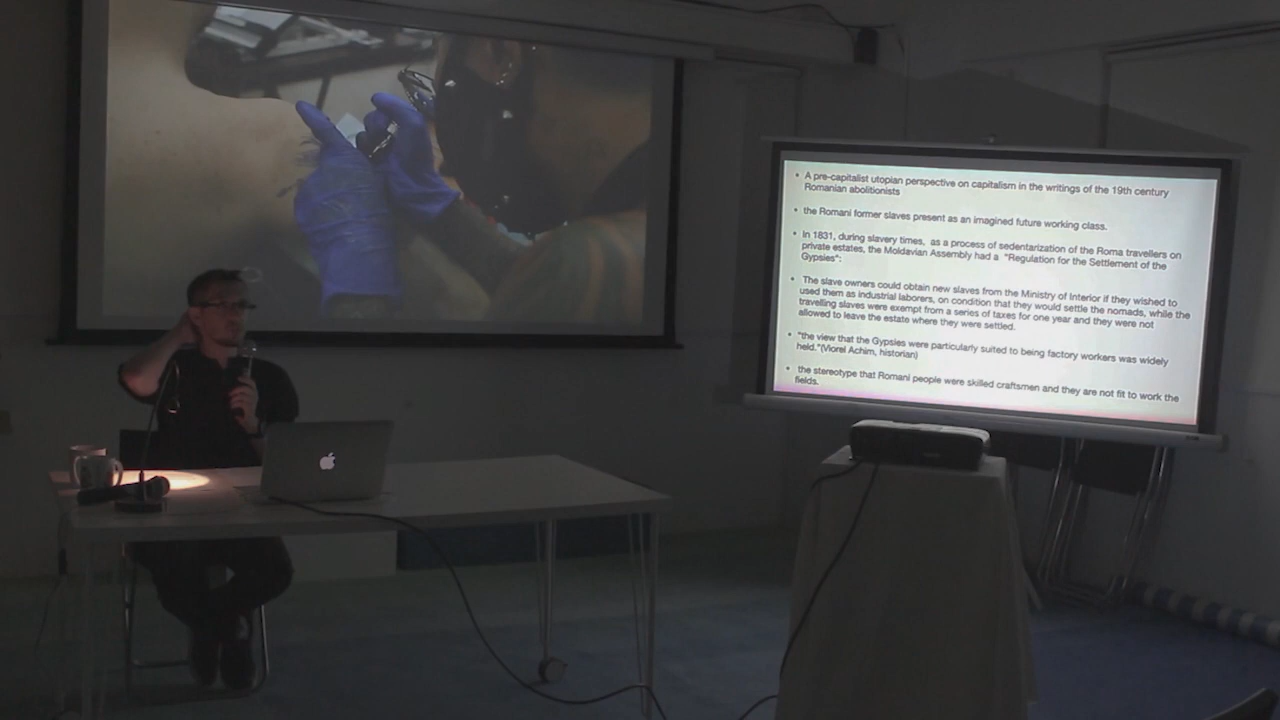 • A pre-capitalist utopian perspective on capitalism in the writings of the 19th century
Romanian abolitionists
• the Romani former slaves present as an imagined future working class.
• In 1831, during slavery times, as a process of sedentarization of the Roma travellers on
private estates, the Moldavian Assembly had a "Regulation for the Settlement of the
Gypsies":
• The slave owners could obtain new slaves from the Ministry of Interior if they wished to
used them as industrial laborers, on condition that they would settle the nomads, while the
travelling slaves were exempt from a series of taxes for one year and they were not
allowed to leave the estate where they were settled.
• "the view that the Gypsies were particularly suited to being factory workers was widely
held."(Viorel Achim, historian)
• the stereotype that Romani people were skilled craftsmen and they are not fit to work the
fields.